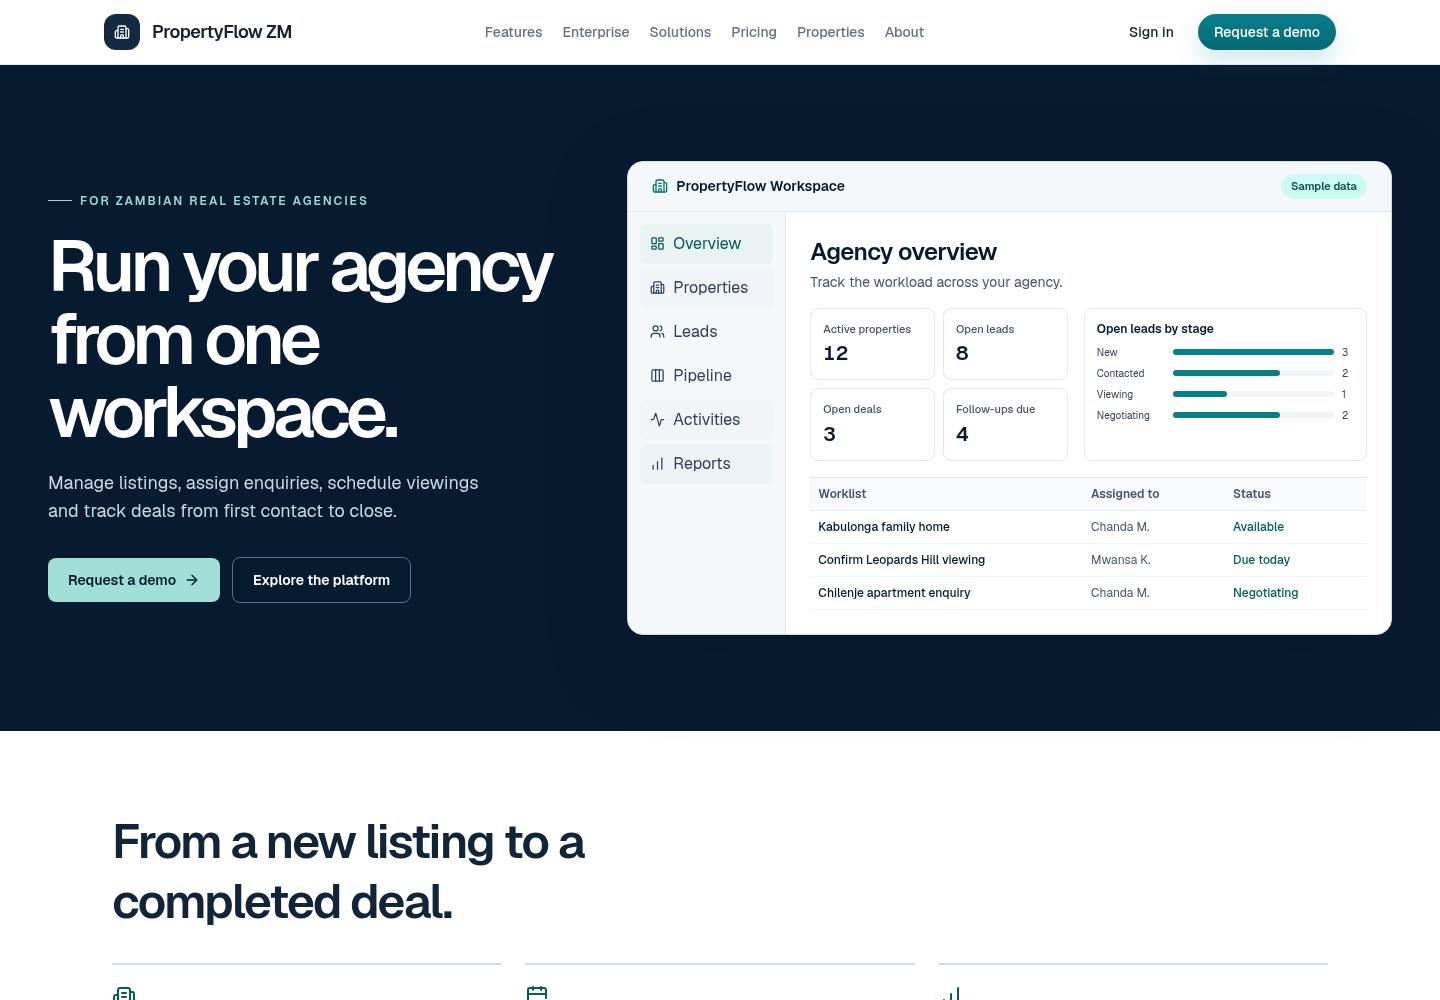 PropertyFlow ZM
Features
Enterprise
Solutions
Pricing
Properties
About
Sign in
Request a demo
FOR ZAMBIAN REAL ESTATE AGENCIES
Run your agency
from one
workspace.
Manage listings, assign enquiries, schedule viewings
and track deals from first contact to close.
Request a demo
Explore the platform
PropertyFlow Workspace
Sample data
Overview
Properties
Leads
Pipeline
Activities
Reports
Agency overview
Track the workload across your agency.
Active properties
12
Open leads
8
Open deals
3
Follow-ups due
4
Open leads by stage
New 3
Contacted 2
Viewing 1
Negotiating 2
Worklist Assigned to Status
Kabulonga family home Chanda M. Available
Confirm Leopards Hill viewing Mwansa K. Due today
Chilenje apartment enquiry Chanda M. Negotiating
From a new listing to a
completed deal.